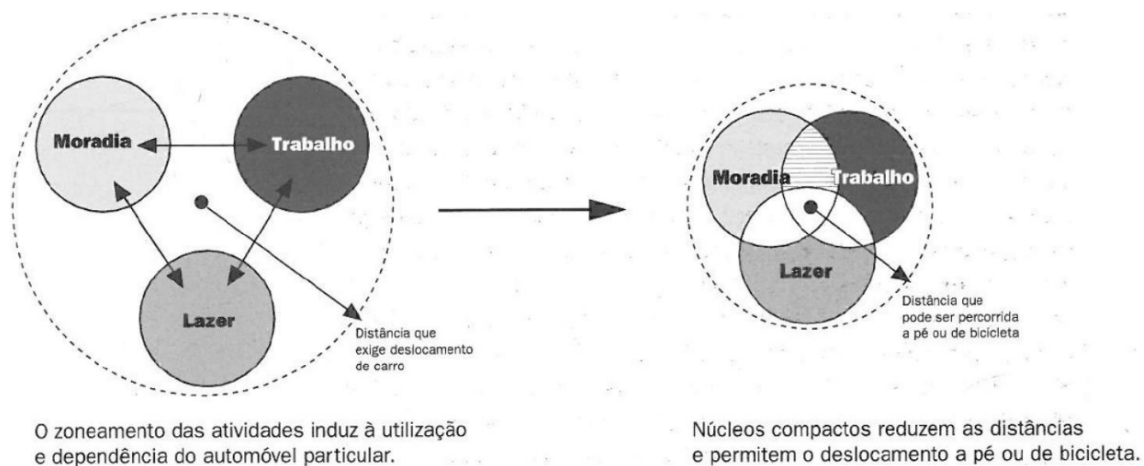 Moradia
Trabalho
Lazer
Distância que
exige deslocamento
de carro
O zoneamento das atividades induz à utilização
e dependência do automóvel particular.
Moradia
Trabalho
Lazer
Distância que
pode ser percorrida
a pé ou de bicicleta
Núcleos compactos reduzem as distâncias
e permitem o deslocamento a pé ou de bicicleta.